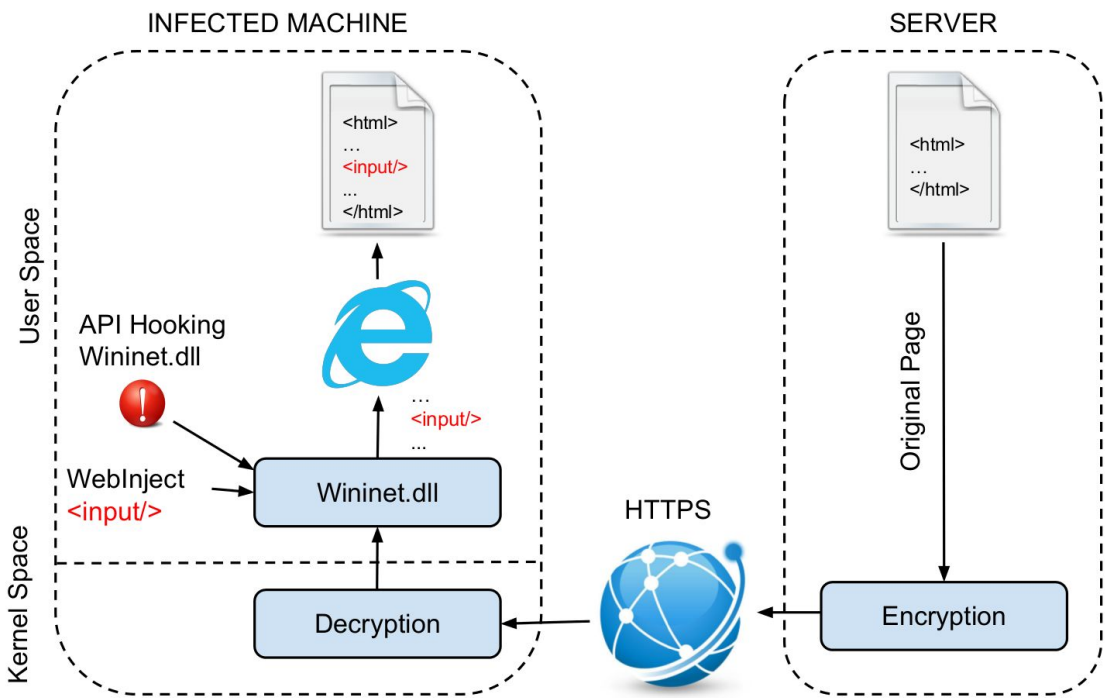 INFECTED MACHINE
SERVER
<html>
…
<input/>
...
</html>
<html>
…
</html>
User Space
API Hooking
Wininet.dll
…
<input/>
...
WebInject
<input/>
Wininet.dll
Original Page
HTTPS
Kernel Space
Decryption
Encryption